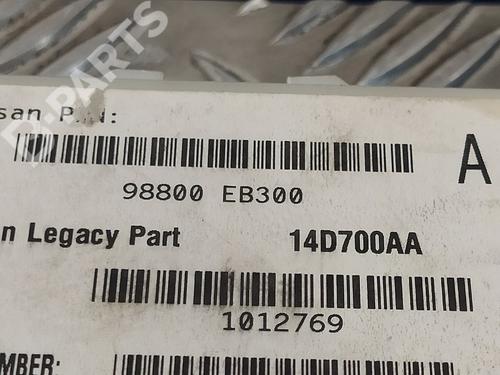 B-PARTS
san P/N:
98800 EB300
A
n Legacy Part 14D700AA
1012769
MBER: